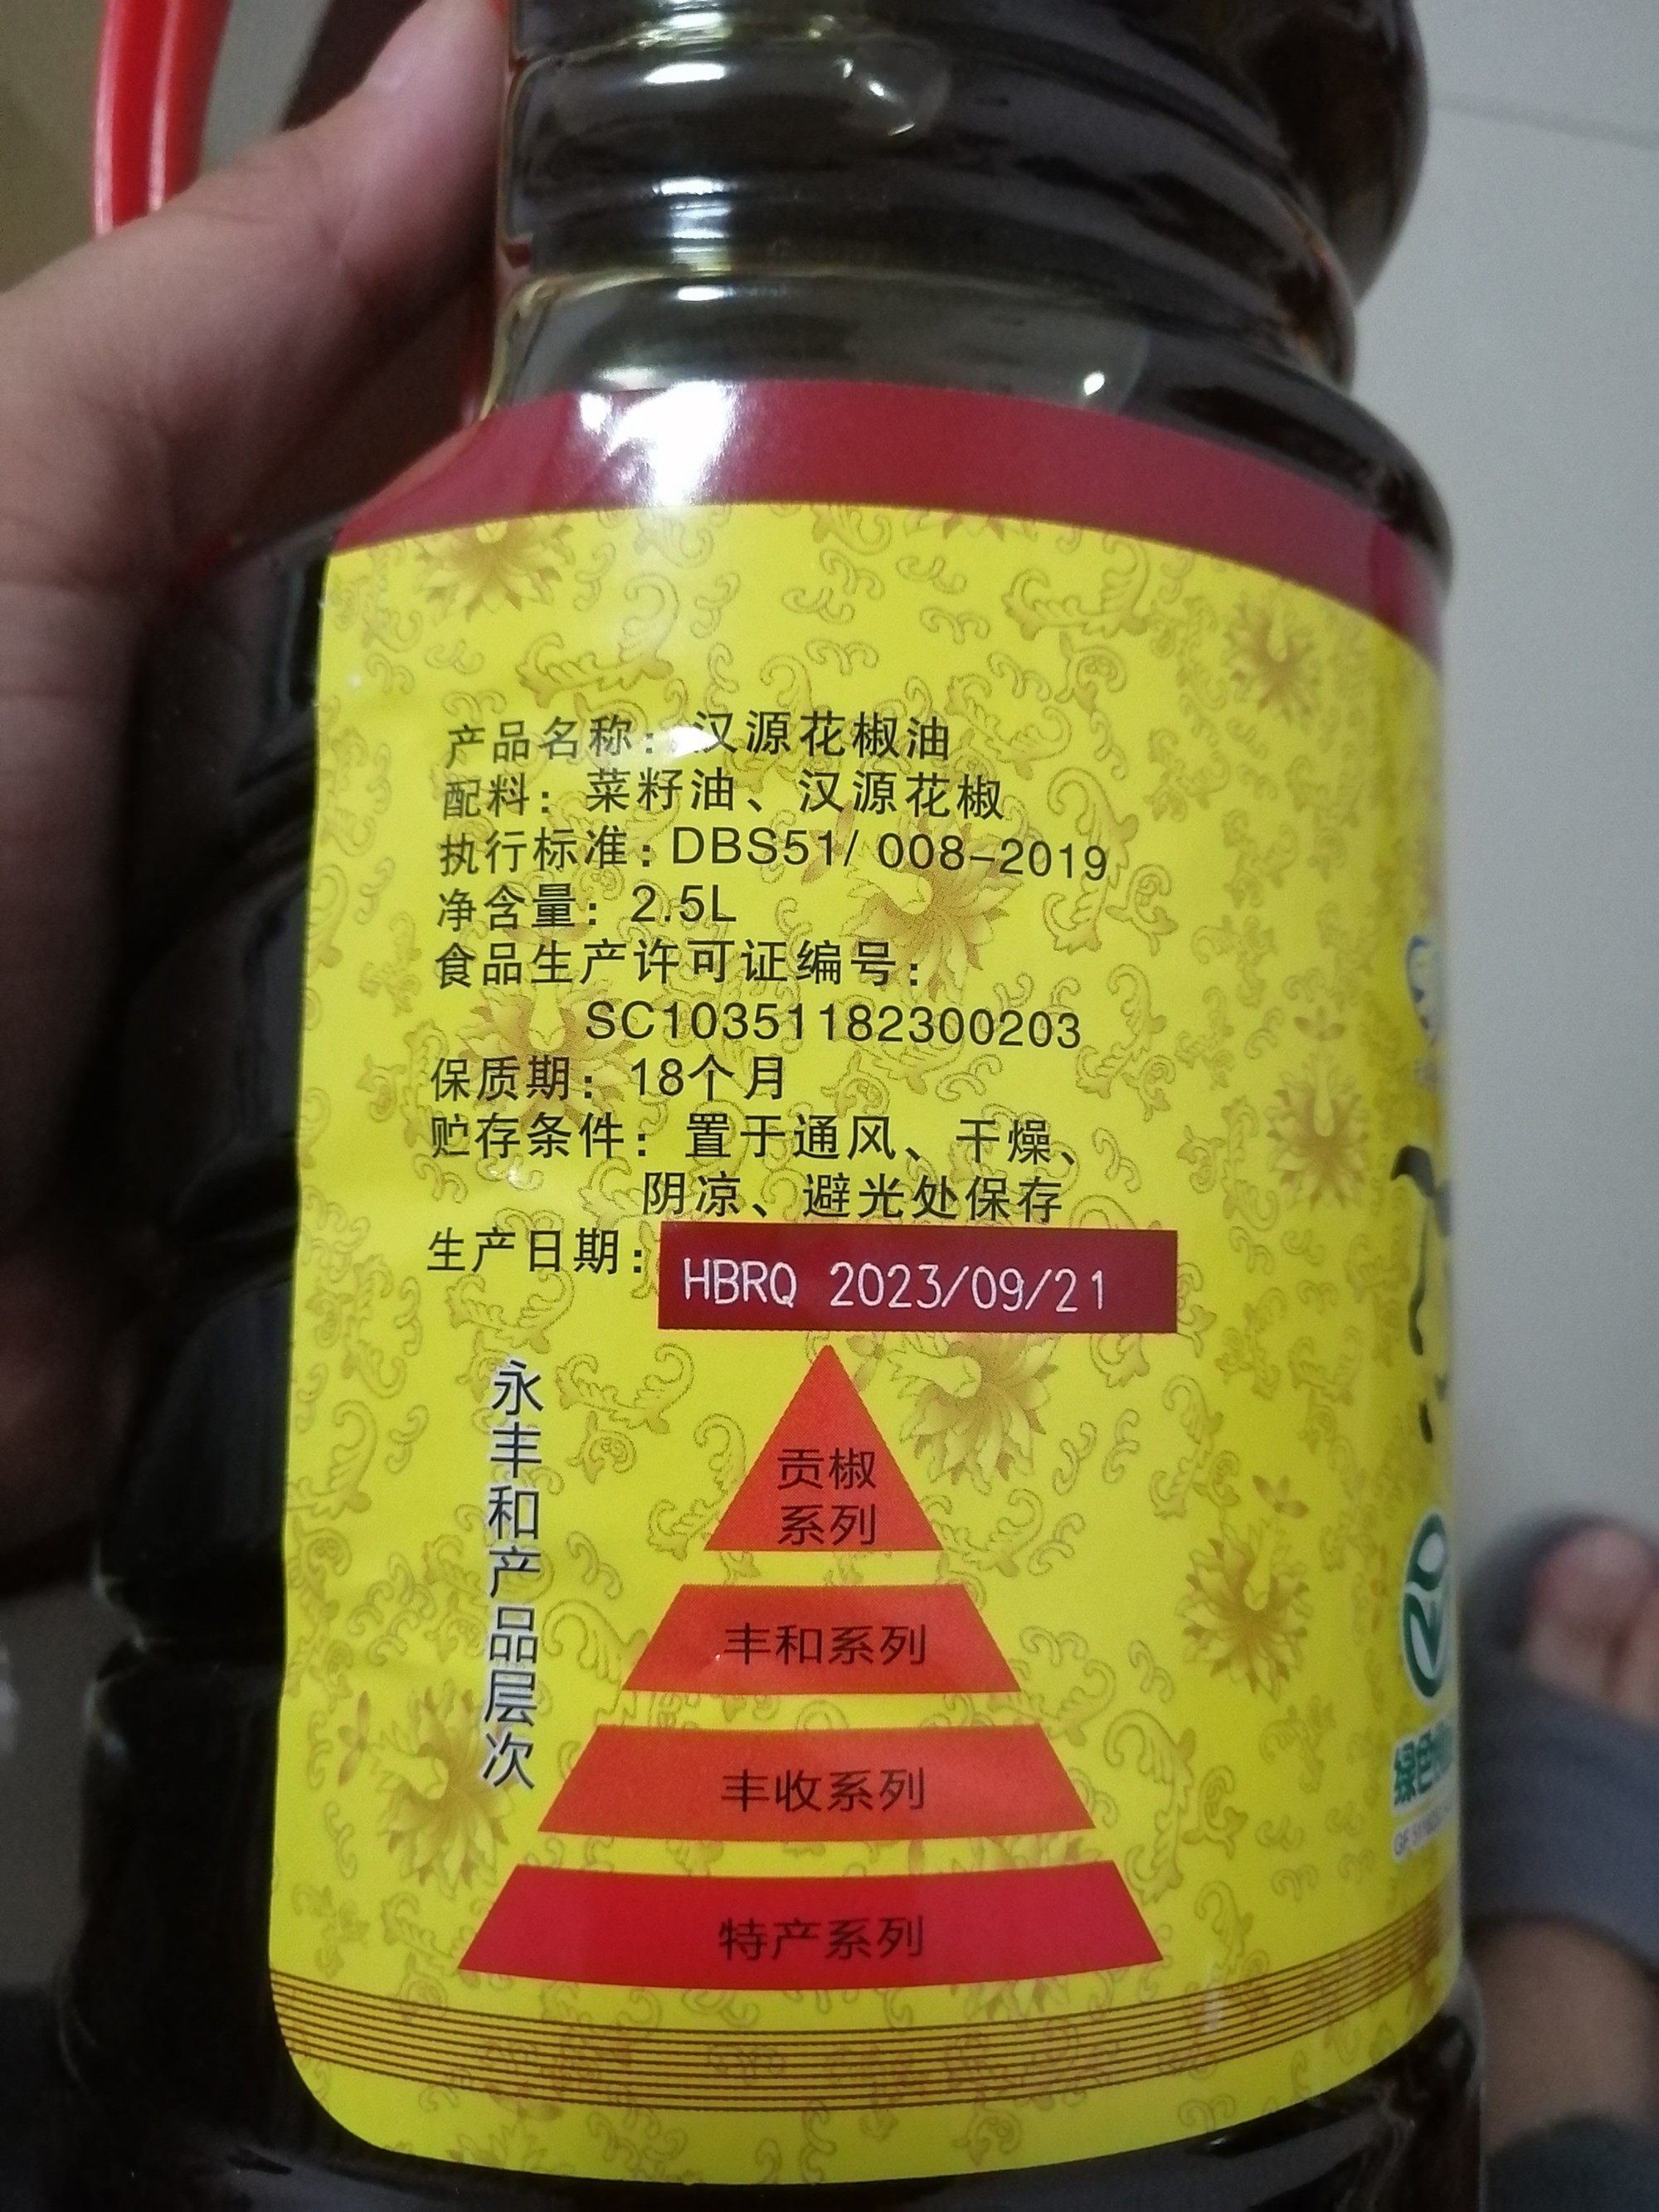 产品名称：汉源花椒油
配料：菜籽油、汉源花椒
执行标准：DBS51/ 008-2019
净含量：2.5L
食品生产许可证编号：
SC10351182300203
保质期：18个月
贮存条件：置于通风、干燥、
阴凉、避光处保存
生产日期：HBRQ 2023/09/21
永丰和产品层次
贡椒
系列
丰和系列
丰收系列
特产系列
绿色